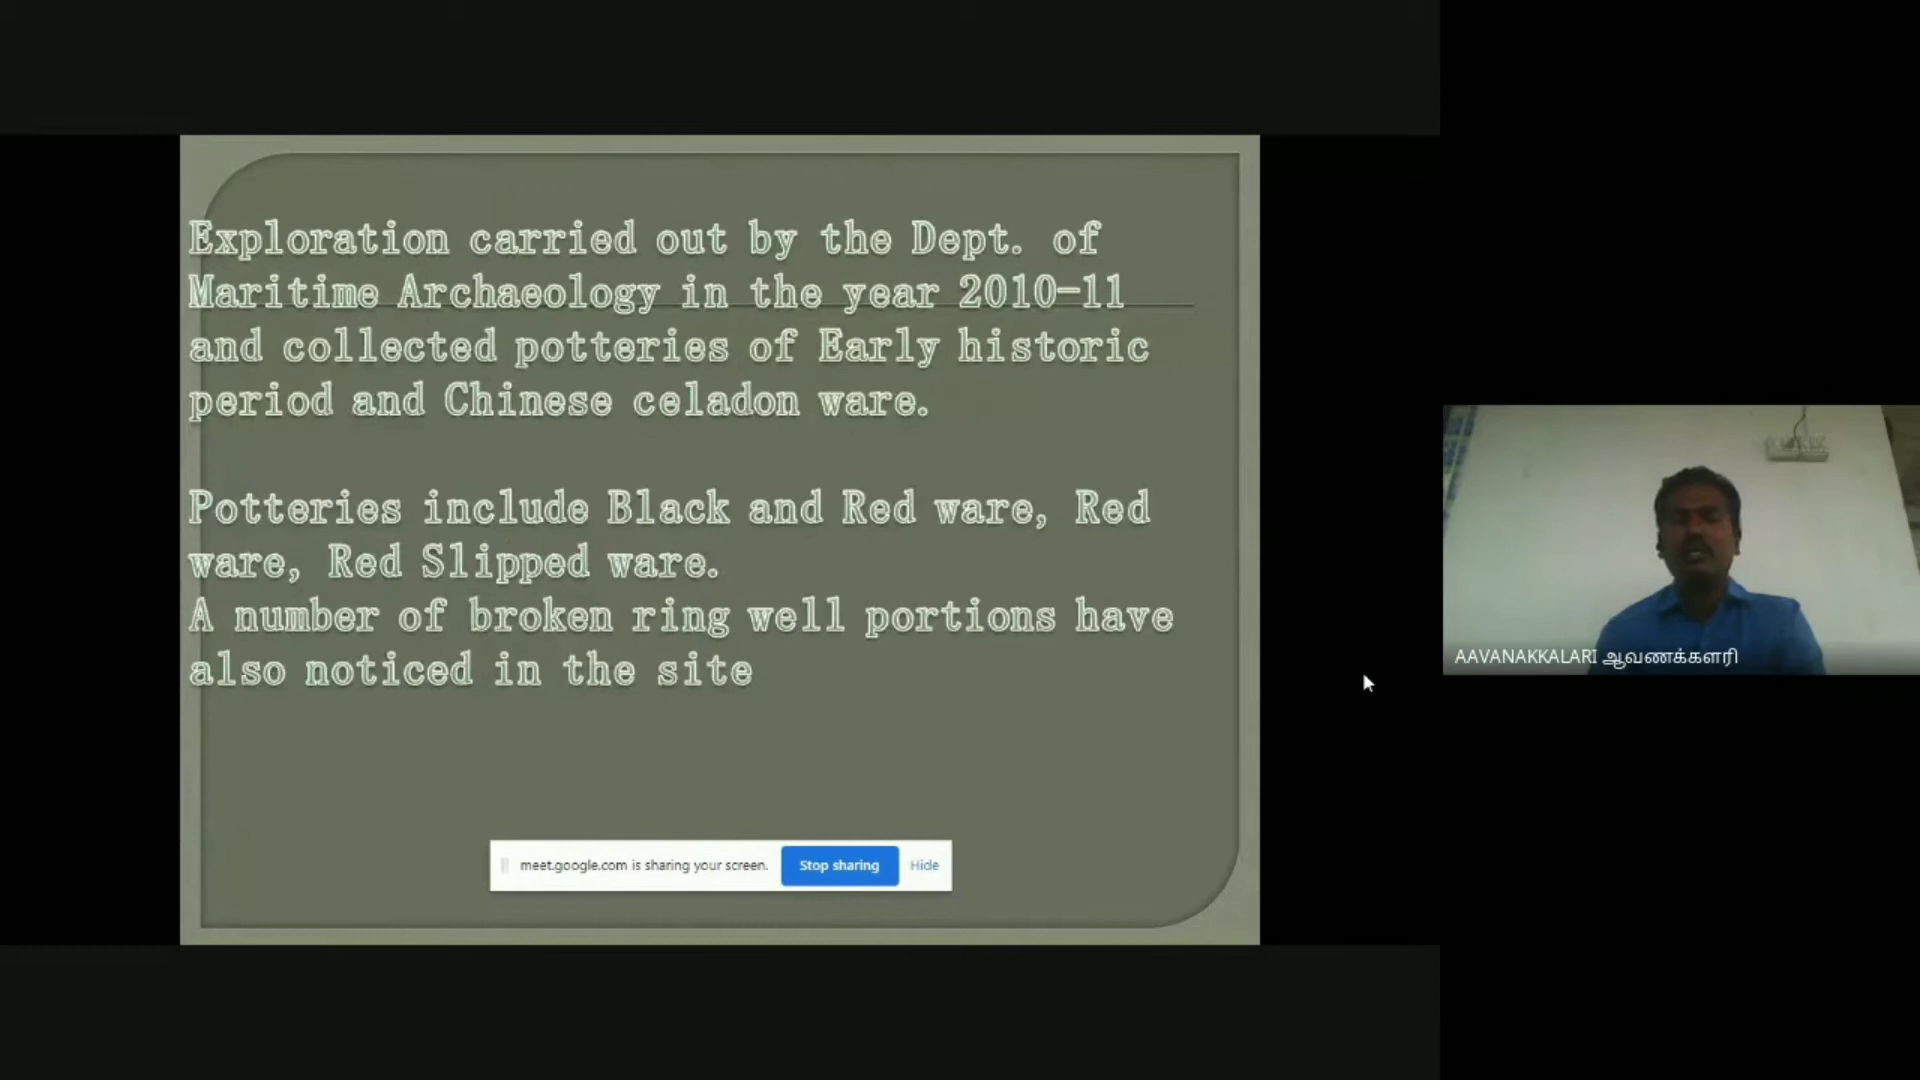 Exploration carried out by the Dept. of
Maritime Archaeology in the year 2010-11
and collected potteries of Early historic
period and Chinese celadon ware.
Potteries include Black and Red ware, Red
ware, Red Slipped ware.
A number of broken ring well portions have
also noticed in the site
meet.google.com is sharing your screen. Stop sharing Hide
AAVANAKKALARI ஆவணக்களரி